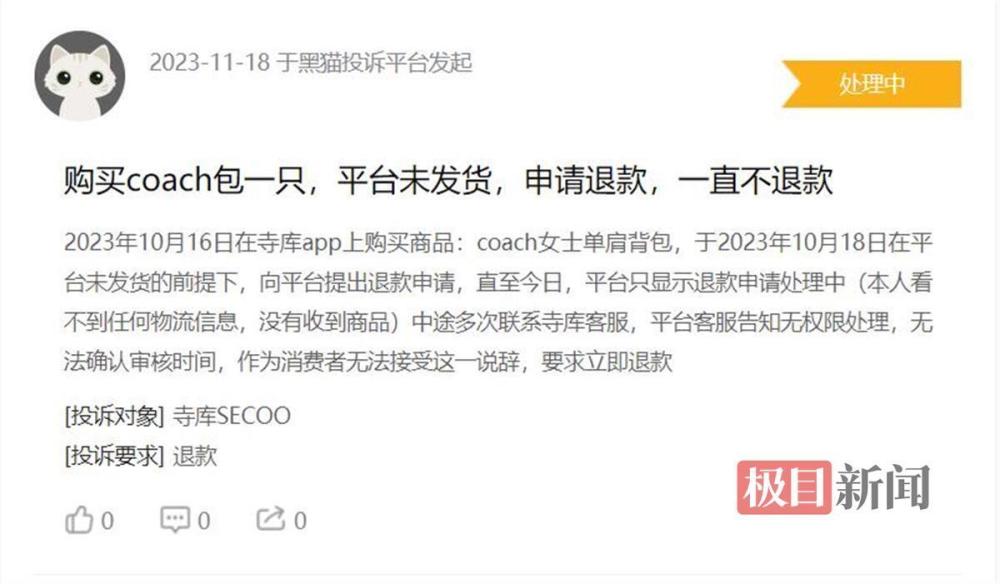 2023-11-18 于黑猫投诉平台发起
处理中
购买coach包一只，平台未发货，申请退款，一直不退款
2023年10月16日在寺库app上购买商品：coach女士单肩背包，于2023年10月18日在平
台未发货的前提下，向平台提出退款申请，直至今日，平台只显示退款申请处理中（本人看
不到任何物流信息，没有收到商品）中途多次联系寺库客服，平台客服告知无权限处理，无
法确认审核时间，作为消费者无法接受这一说辞，要求立即退款
[投诉对象] 寺库SECOO
[投诉要求] 退款
0 0 0
极目新闻